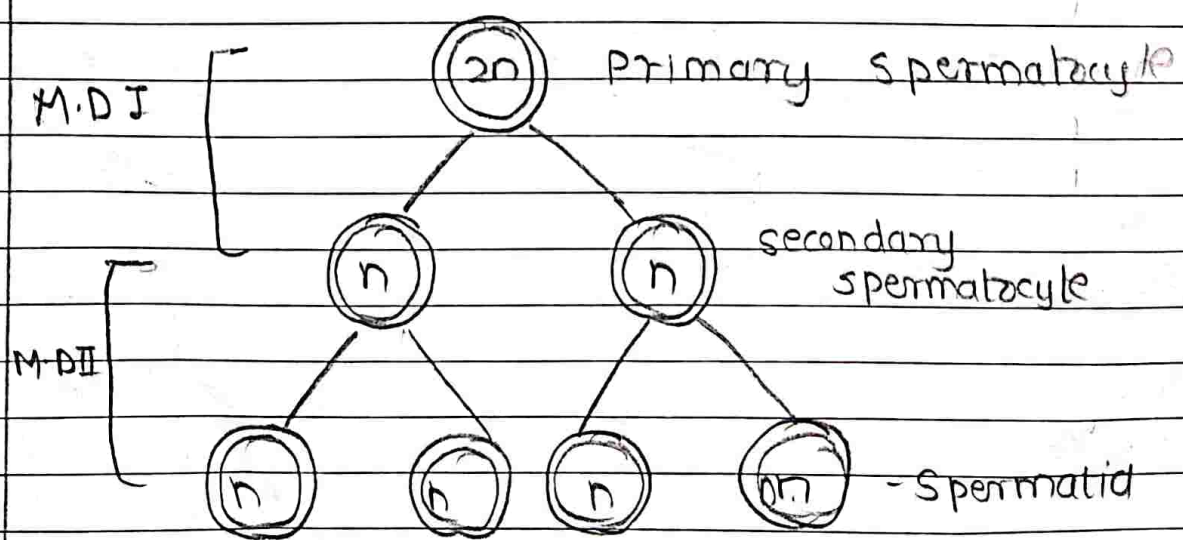 2n Primary spermatocyte
M.D I
n n secondary
spermatocyte
M.D II
n n n - Spermatid